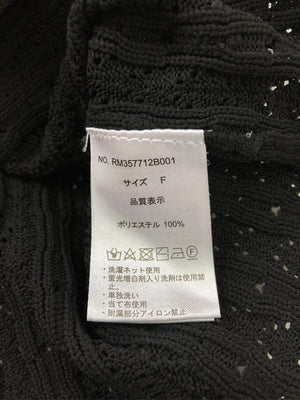 NO. RM357712B001
サイズ F
品質表示
ポリエステル 100%
・洗濯ネット使用
・蛍光増白剤入り洗剤は使用禁止
・単独洗い
・当て布使用
・附属部分アイロン禁止